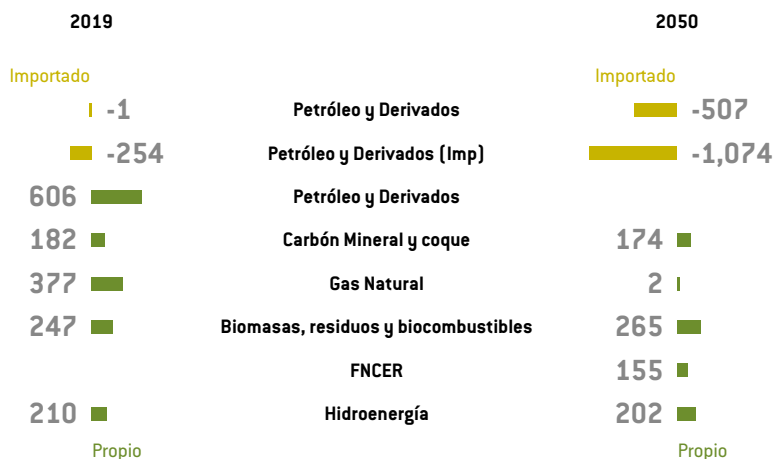 2019 2050
Importado Importado
-1 Petróleo y Derivados -507
-254 Petróleo y Derivados (Imp) -1,074
606 Petróleo y Derivados
182 Carbón Mineral y coque 174
377 Gas Natural 2
247 Biomasas, residuos y biocombustibles 265
FNCER 155
210 Hidroenergía 202
Propio Propio